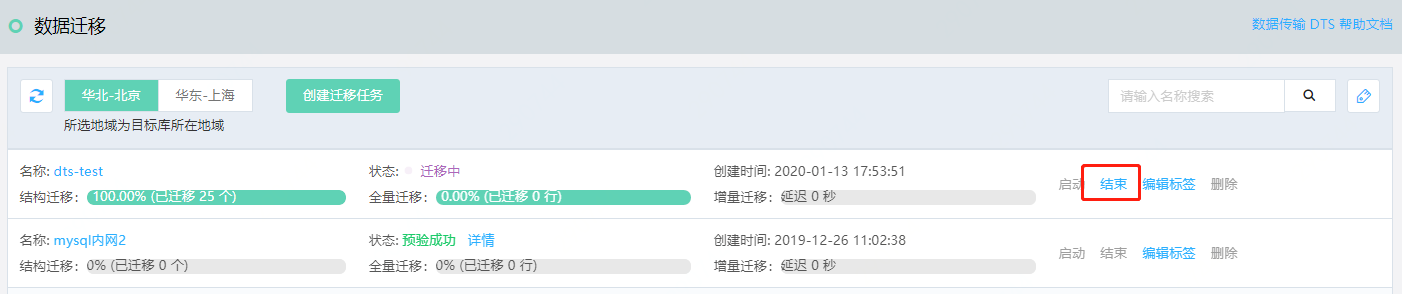 数据迁移
数据传输 DTS 帮助文档
华北-北京 华东-上海 创建迁移任务 请输入名称搜索
所选地域为目标库所在地域
名称: dts-test 状态: 迁移中 创建时间: 2020-01-13 17:53:51
启动 结束 编辑标签 删除
结构迁移: 100.00% (已迁移 25 个) 全量迁移: 0.00% (已迁移 0 行) 增量迁移: 延迟 0 秒
名称: mysql内网2 状态: 预验成功 详情 创建时间: 2019-12-26 11:02:38
启动 结束 编辑标签 删除
结构迁移: 0% (已迁移 0 个) 全量迁移: 0% (已迁移 0 行) 增量迁移: 延迟 0 秒